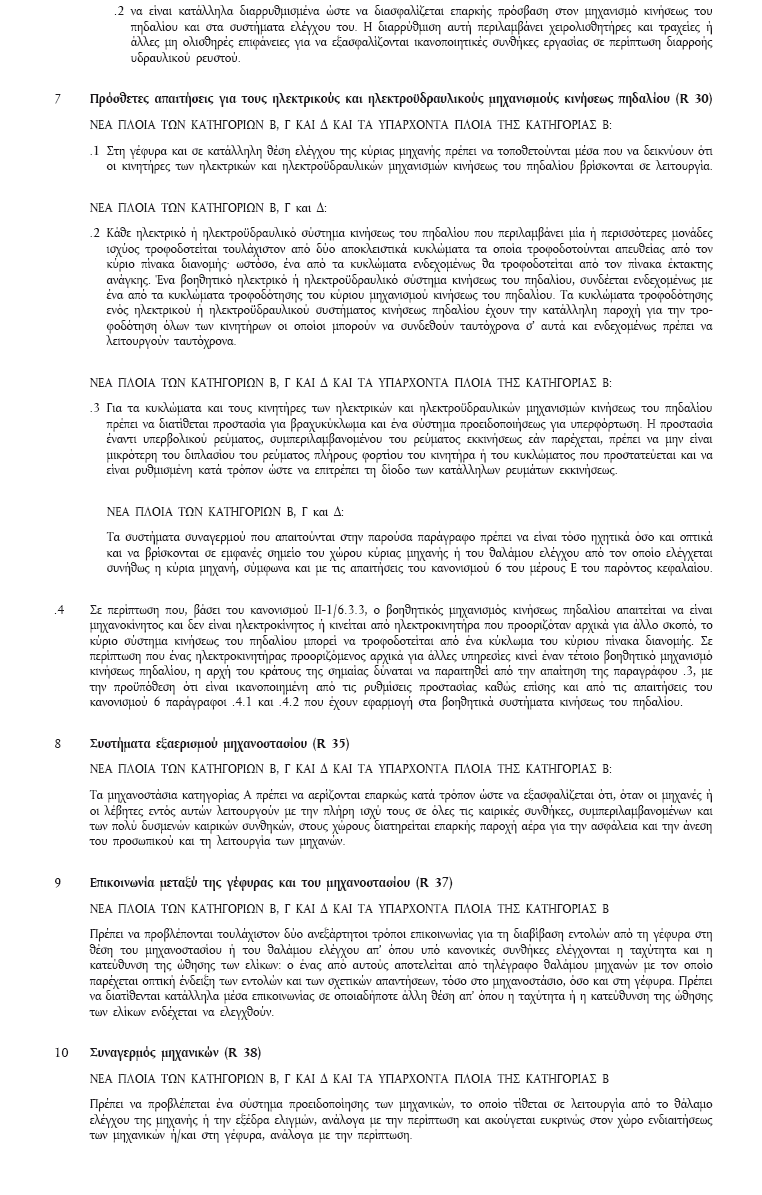 .2 να είναι κατάλληλα διαρρυθμισμένα ώστε να διασφαλίζεται επαρκής πρόσβαση στον μηχανισμό κινήσεως του
πηδαλίου και στα συστήματα ελέγχου του. Η διαρρύθμιση αυτή περιλαμβάνει χειρολισθητήρες και τραχείες ή
άλλες μη ολισθηρές επιφάνειες για να εξασφαλίζονται ικανοποιητικές συνθήκες εργασίας σε περίπτωση διαρροής
υδραυλικού ρευστού.
7 Πρόσθετες απαιτήσεις για τους ηλεκτρικούς και ηλεκτροϋδραυλικούς μηχανισμούς κινήσεως πηδαλίου (R 30)
ΝΕΑ ΠΛΟΙΑ ΤΩΝ ΚΑΤΗΓΟΡΙΩΝ Β, Γ ΚΑΙ Δ ΚΑΙ ΤΑ ΥΠΑΡΧΟΝΤΑ ΠΛΟΙΑ ΤΗΣ ΚΑΤΗΓΟΡΙΑΣ Β:
.1 Στη γέφυρα και σε κατάλληλη θέση ελέγχου της κύριας μηχανής πρέπει να τοποθετούνται μέσα που να δεικνύουν ότι
οι κινητήρες των ηλεκτρικών και ηλεκτροϋδραυλικών μηχανισμών κινήσεως του πηδαλίου βρίσκονται σε λειτουργία.
ΝΕΑ ΠΛΟΙΑ ΤΩΝ ΚΑΤΗΓΟΡΙΩΝ Β, Γ και Δ:
.2 Κάθε ηλεκτρικό ή ηλεκτροϋδραυλικό σύστημα κινήσεως του πηδαλίου που περιλαμβάνει μία ή περισσότερες μονάδες
ισχύος τροφοδοτείται τουλάχιστον από δύο αποκλειστικά κυκλώματα τα οποία τροφοδοτούνται απευθείας από τον
κύριο πίνακα διανομής· ωστόσο, ένα από τα κυκλώματα ενδεχομένως θα τροφοδοτείται από τον πίνακα έκτακτης
ανάγκης. Ένα βοηθητικό ηλεκτρικό ή ηλεκτροϋδραυλικό σύστημα κινήσεως του πηδαλίου, συνδέεται ενδεχομένως με
ένα από τα κυκλώματα τροφοδότησης του κύριου μηχανισμού κινήσεως του πηδαλίου. Τα κυκλώματα τροφοδότησης
ενός ηλεκτρικού ή ηλεκτροϋδραυλικού συστήματος κινήσεως πηδαλίου έχουν την κατάλληλη παροχή για την τρο-
φοδότηση όλων των κινητήρων οι οποίοι μπορούν να συνδεθούν ταυτόχρονα σ' αυτά και ενδεχομένως πρέπει να
λειτουργούν ταυτόχρονα.
ΝΕΑ ΠΛΟΙΑ ΤΩΝ ΚΑΤΗΓΟΡΙΩΝ Β, Γ ΚΑΙ Δ ΚΑΙ ΤΑ ΥΠΑΡΧΟΝΤΑ ΠΛΟΙΑ ΤΗΣ ΚΑΤΗΓΟΡΙΑΣ Β:
.3 Για τα κυκλώματα και τους κινητήρες των ηλεκτρικών και ηλεκτροϋδραυλικών μηχανισμών κινήσεως του πηδαλίου
πρέπει να διατίθεται προστασία για βραχυκύκλωμα και ένα σύστημα προειδοποιήσεως για υπερφόρτωση. Η προστασία
έναντι υπερβολικού ρεύματος, συμπεριλαμβανομένου του ρεύματος εκκινήσεως εάν παρέχεται, πρέπει να μην είναι
μικρότερη του διπλασίου του ρεύματος πλήρους φορτίου του κινητήρα ή του κυκλώματος που προστατεύεται και να
είναι ρυθμισμένη κατά τρόπον ώστε να επιτρέπει τη δίοδο των κατάλληλων ρευμάτων εκκινήσεως.
ΝΕΑ ΠΛΟΙΑ ΤΩΝ ΚΑΤΗΓΟΡΙΩΝ Β, Γ και Δ:
Τα συστήματα συναγερμού που απαιτούνται στην παρούσα παράγραφο πρέπει να είναι τόσο ηχητικά όσο και οπτικά
και να βρίσκονται σε εμφανές σημείο του χώρου κύριας μηχανής ή του θαλάμου ελέγχου από τον οποίο ελέγχεται
συνήθως η κύρια μηχανή, σύμφωνα και με τις απαιτήσεις του κανονισμού 6 του μέρους Ε του παρόντος κεφαλαίου.
.4 Σε περίπτωση που, βάσει του κανονισμού II-1/6.3.3, ο βοηθητικός μηχανισμός κινήσεως πηδαλίου απαιτείται να είναι
μηχανοκίνητος και δεν είναι ηλεκτροκίνητος ή κινείται από ηλεκτροκινητήρα που προοριζόταν αρχικά για άλλο σκοπό, το
κύριο σύστημα κινήσεως του πηδαλίου μπορεί να τροφοδοτείται από ένα κύκλωμα του κύριου πίνακα διανομής. Σε
περίπτωση που ένας ηλεκτροκινητήρας προοριζόμενος αρχικά για άλλες υπηρεσίες κινεί έναν τέτοιο βοηθητικό μηχανισμό
κινήσεως πηδαλίου, η αρχή του κράτους της σημαίας δύναται να παραιτηθεί από την απαίτηση της παραγράφου .3, με
την προϋπόθεση ότι είναι ικανοποιημένη από τις ρυθμίσεις προστασίας καθώς επίσης και από τις απαιτήσεις του
κανονισμού 6 παράγραφοι .4.1 και .4.2 που έχουν εφαρμογή στα βοηθητικά συστήματα κινήσεως του πηδαλίου.
8 Συστήματα εξαερισμού μηχανοστασίου (R 35)
ΝΕΑ ΠΛΟΙΑ ΤΩΝ ΚΑΤΗΓΟΡΙΩΝ Β, Γ ΚΑΙ Δ ΚΑΙ ΤΑ ΥΠΑΡΧΟΝΤΑ ΠΛΟΙΑ ΤΗΣ ΚΑΤΗΓΟΡΙΑΣ Β:
Τα μηχανοστάσια κατηγορίας Α πρέπει να αερίζονται επαρκώς κατά τρόπον ώστε να εξασφαλίζεται ότι, όταν οι μηχανές ή
οι λέβητες εντός αυτών λειτουργούν με την πλήρη ισχύ τους σε όλες τις καιρικές συνθήκες, συμπεριλαμβανομένων και
των πολύ δυσμενών καιρικών συνθηκών, στους χώρους διατηρείται επαρκής παροχή αέρα για την ασφάλεια και την άνεση
του προσωπικού και τη λειτουργία των μηχανών.
9 Επικοινωνία μεταξύ της γέφυρας και του μηχανοστασίου (R 37)
ΝΕΑ ΠΛΟΙΑ ΤΩΝ ΚΑΤΗΓΟΡΙΩΝ Β, Γ ΚΑΙ Δ ΚΑΙ ΤΑ ΥΠΑΡΧΟΝΤΑ ΠΛΟΙΑ ΤΗΣ ΚΑΤΗΓΟΡΙΑΣ Β
Πρέπει να προβλέπονται τουλάχιστον δύο ανεξάρτητοι τρόποι επικοινωνίας για τη διαβίβαση εντολών από τη γέφυρα στη
θέση του μηχανοστασίου ή του θαλάμου ελέγχου απ' όπου υπό κανονικές συνθήκες ελέγχονται η ταχύτητα και η
κατεύθυνση της ώθησης των ελίκων: ο ένας από αυτούς αποτελείται από τηλέγραφο θαλάμου μηχανών με τον οποίο
παρέχεται οπτική ένδειξη των εντολών και των σχετικών απαντήσεων, τόσο στο μηχανοστάσιο, όσο και στη γέφυρα. Πρέπει
να διατίθενται κατάλληλα μέσα επικοινωνίας σε οποιαδήποτε άλλη θέση απ' όπου η ταχύτητα ή η κατεύθυνση της ώθησης
των ελίκων ενδέχεται να ελεγχθούν.
10 Συναγερμός μηχανικών (R 38)
ΝΕΑ ΠΛΟΙΑ ΤΩΝ ΚΑΤΗΓΟΡΙΩΝ Β, Γ ΚΑΙ Δ ΚΑΙ ΤΑ ΥΠΑΡΧΟΝΤΑ ΠΛΟΙΑ ΤΗΣ ΚΑΤΗΓΟΡΙΑΣ Β
Πρέπει να προβλέπεται ένα σύστημα προειδοποίησης των μηχανικών, το οποίο τίθεται σε λειτουργία από το θάλαμο
ελέγχου της μηχανής ή την εξέδρα ελιγμών, ανάλογα με την περίπτωση και ακούγεται ευκρινώς στον χώρο ενδιαιτήσεως
των μηχανικών ή/και στη γέφυρα, ανάλογα με την περίπτωση.